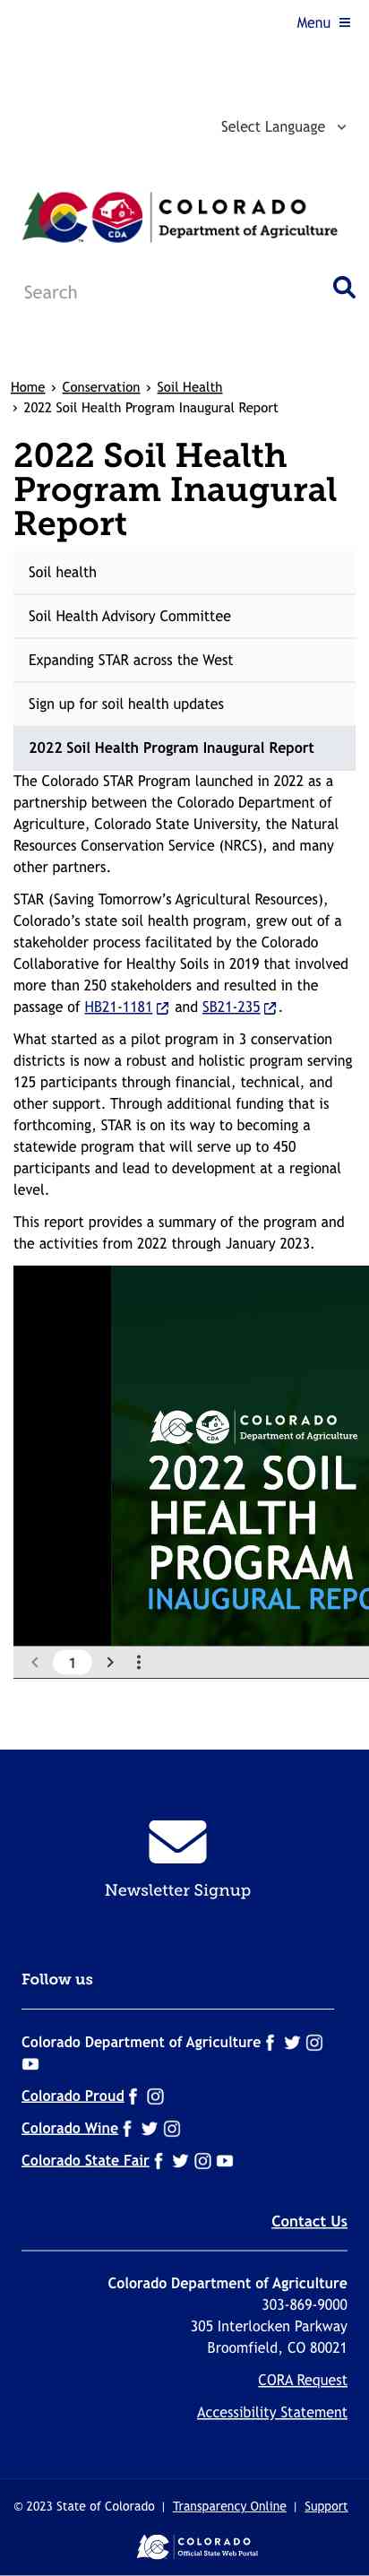 Menu
Select Language
COLORADO
CDA
Department of Agriculture
TM
Search
Home › Conservation › Soil Health
› 2022 Soil Health Program Inaugural Report
2022 Soil Health
Program Inaugural
Report
Soil health
Soil Health Advisory Committee
Expanding STAR across the West
Sign up for soil health updates
2022 Soil Health Program Inaugural Report
The Colorado STAR Program launched in 2022 as a
partnership between the Colorado Department of
Agriculture, Colorado State University, the Natural
Resources Conservation Service (NRCS), and many
other partners.
STAR (Saving Tomorrow’s Agricultural Resources),
Colorado’s state soil health program, grew out of a
stakeholder process facilitated by the Colorado
Collaborative for Healthy Soils in 2019 that involved
more than 250 stakeholders and resulted in the
passage of HB21-1181 and SB21-235.
What started as a pilot program in 3 conservation
districts is now a robust and holistic program serving
125 participants through financial, technical, and
other support. Through additional funding that is
forthcoming, STAR is on its way to becoming a
statewide program that will serve up to 450
participants and lead to development at a regional
level.
This report provides a summary of the program and
the activities from 2022 through January 2023.
COLORADO
CDA
Department of Agriculture
2022 SOIL
HEALTH
PROGRAM
INAUGURAL REPO
1
Newsletter Signup
Follow us
Colorado Department of Agriculture
Colorado Proud
Colorado Wine
Colorado State Fair
Contact Us
Colorado Department of Agriculture
303-869-9000
305 Interlocken Parkway
Broomfield, CO 80021
CORA Request
Accessibility Statement
© 2023 State of Colorado | Transparency Online | Support
COLORADO
Official State Web Portal